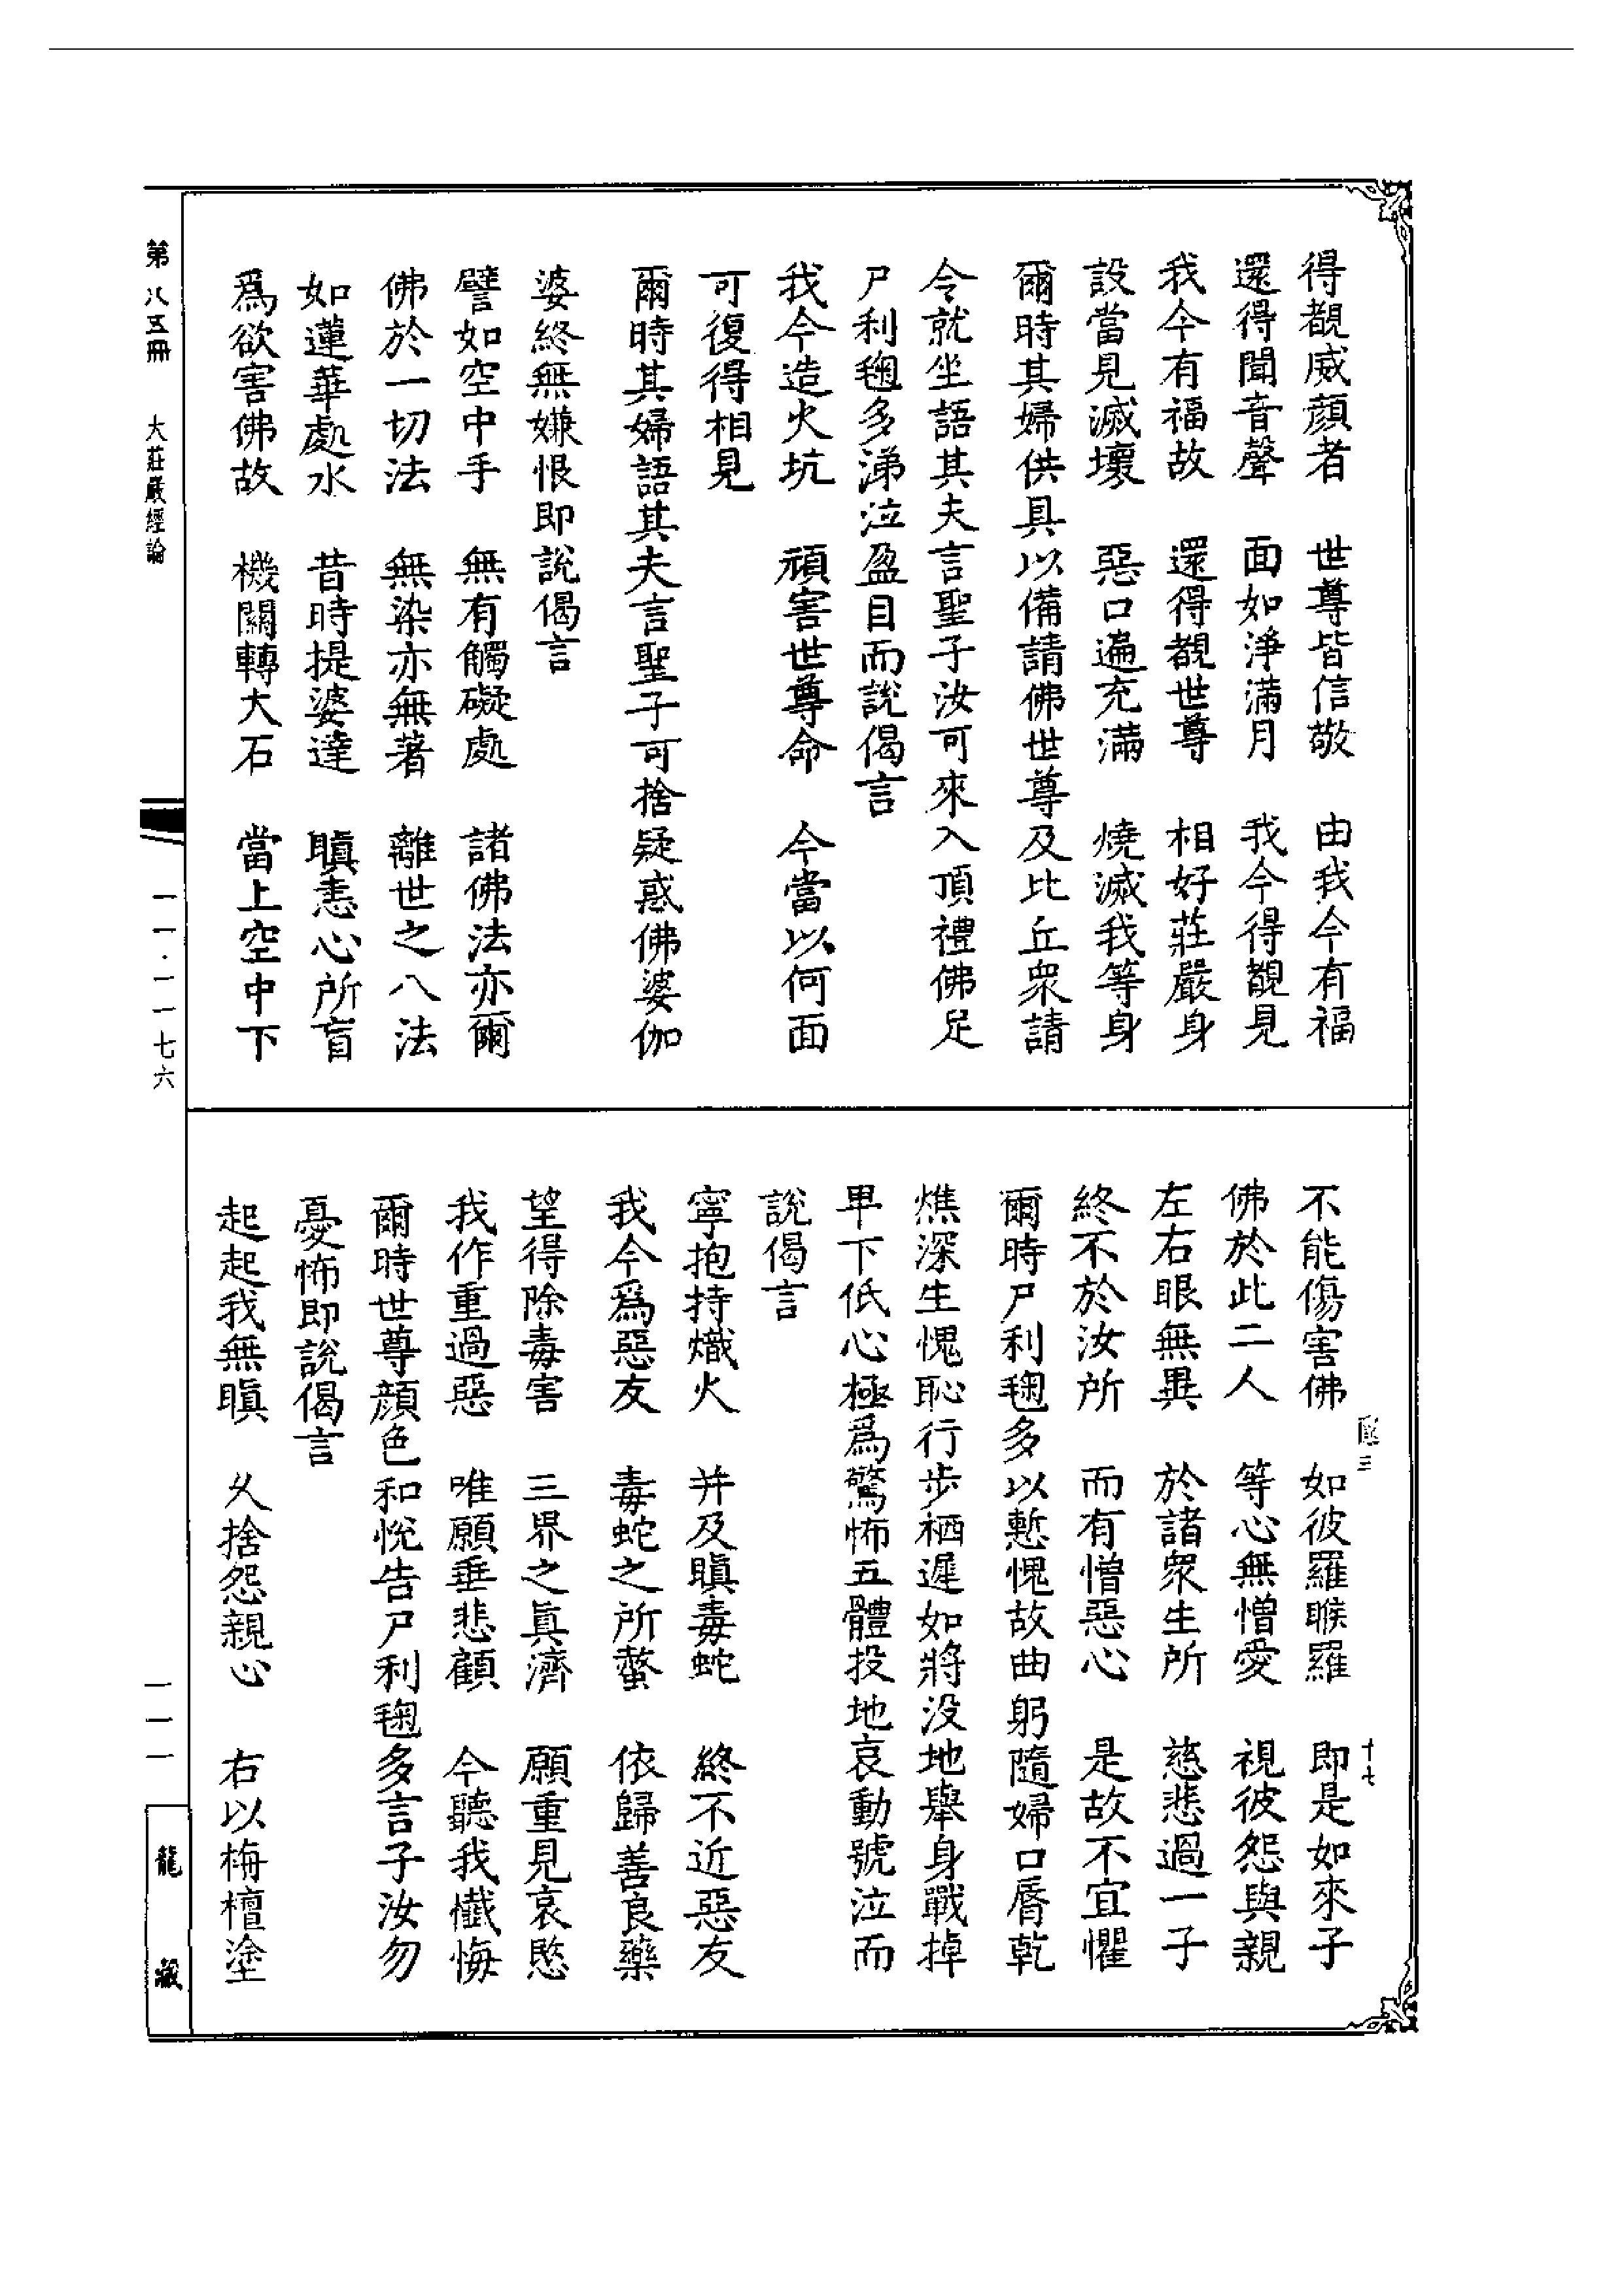 得覩威顏者　世尊皆信敬　由我今有福
還得聞音聲　面如淨滿月　我今得覩見
我今有福故　還得覩世尊　相好莊嚴身
設當見滅壞　惡口遍充滿　燒滅我等身
爾時其婦供具以備請佛世尊及比丘眾請
令就坐語其夫言聖子汝可來入頂禮佛足
尸利毱多涕泣盈目而說偈言
我今造火坑　頑害世尊命　今當以何面
可復得相見
爾時其婦語其夫言聖子可捨疑惑佛婆伽
婆終無嫌恨即說偈言
譬如空中手　無有觸礙處　諸佛法亦爾
佛於一切法　無染亦無著　離世之八法
如蓮華處水　昔時提婆達　瞋恚心所盲
爲欲害佛故　機關轉大石　當上空中下
不能傷害佛　如彼羅睺羅　即是如來子
佛於此二人　等心無憎愛　視彼怨與親
左右眼無異　於諸眾生所　慈悲過一子
終不於汝所　而有憎惡心　是故不宜懼
爾時尸利毱多以慙愧故曲躬隨婦口脣乾
燋深生愧恥行步栖遲如將没地舉身戰掉
卑下低心極爲驚怖五體投地哀動號泣而
說偈言
寧抱持熾火　并及瞋毒蛇　終不近惡友
我今爲惡友　毒蛇之所螫　依歸善良藥
望得除毒害　三界之眞濟　願重見哀愍
我作重過惡　唯願垂悲顧　今聽我懺悔
爾時世尊顏色和悅告尸利毱多言子汝勿
憂怖即說偈言
起起我無瞋　久捨怨親心　右以栴檀塗
三
十七
第八五冊　大莊嚴經論
一一·一一七六
一一一
龍藏